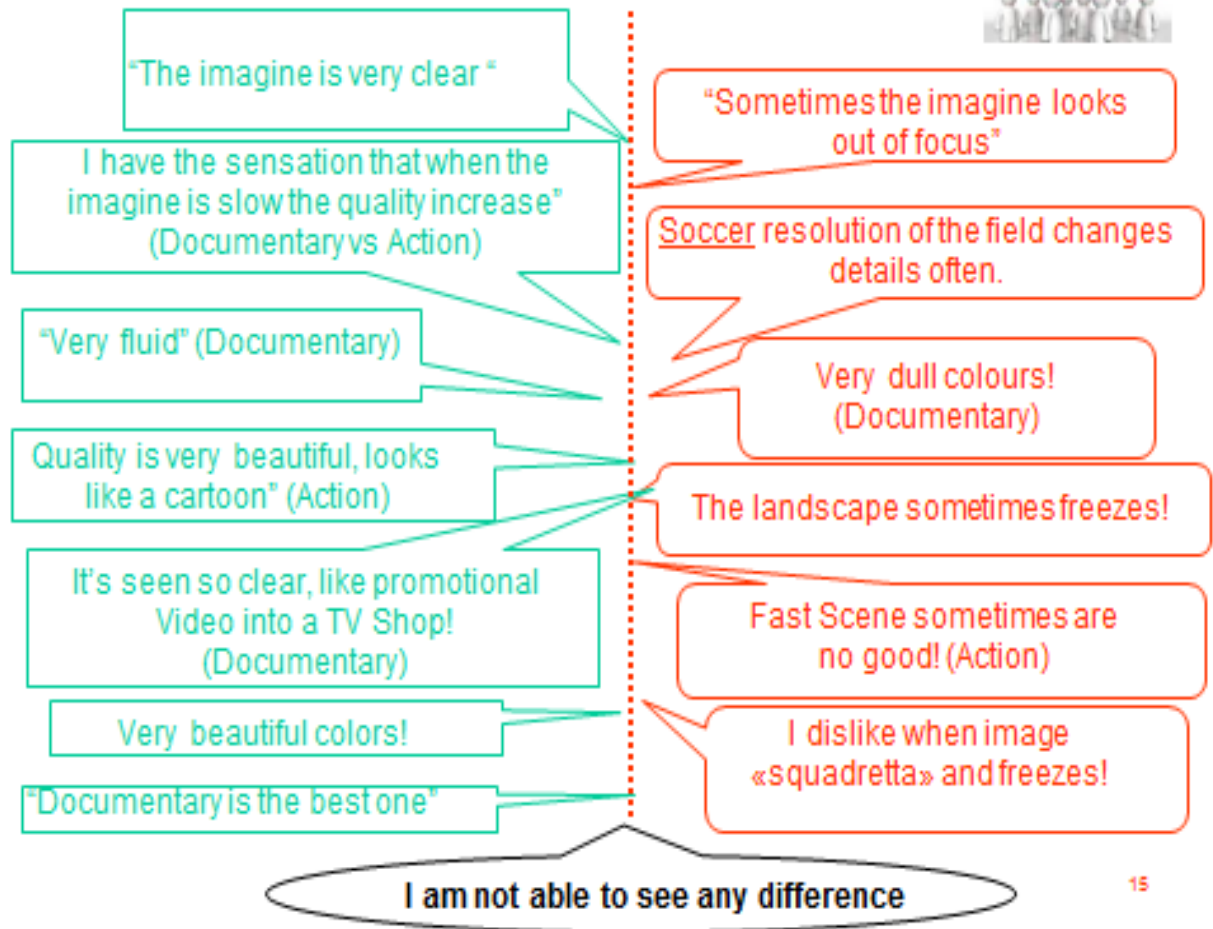 “The imagine is very clear “
I have the sensation that when the
imagine is slow the quality increase”
(Documentary vs Action)
“Very fluid” (Documentary)
Quality is very beautiful, looks
like a cartoon” (Action)
It’s seen so clear, like promotional
Video into a TV Shop!
(Documentary)
Very beautiful colors!
“Documentary is the best one”
“Sometimes the imagine looks
out of focus”
Soccer resolution of the field changes
details often.
Very dull colours!
(Documentary)
The landscape sometimes freezes!
Fast Scene sometimes are
no good! (Action)
I dislike when image
«squadretta» and freezes!
I am not able to see any difference
15